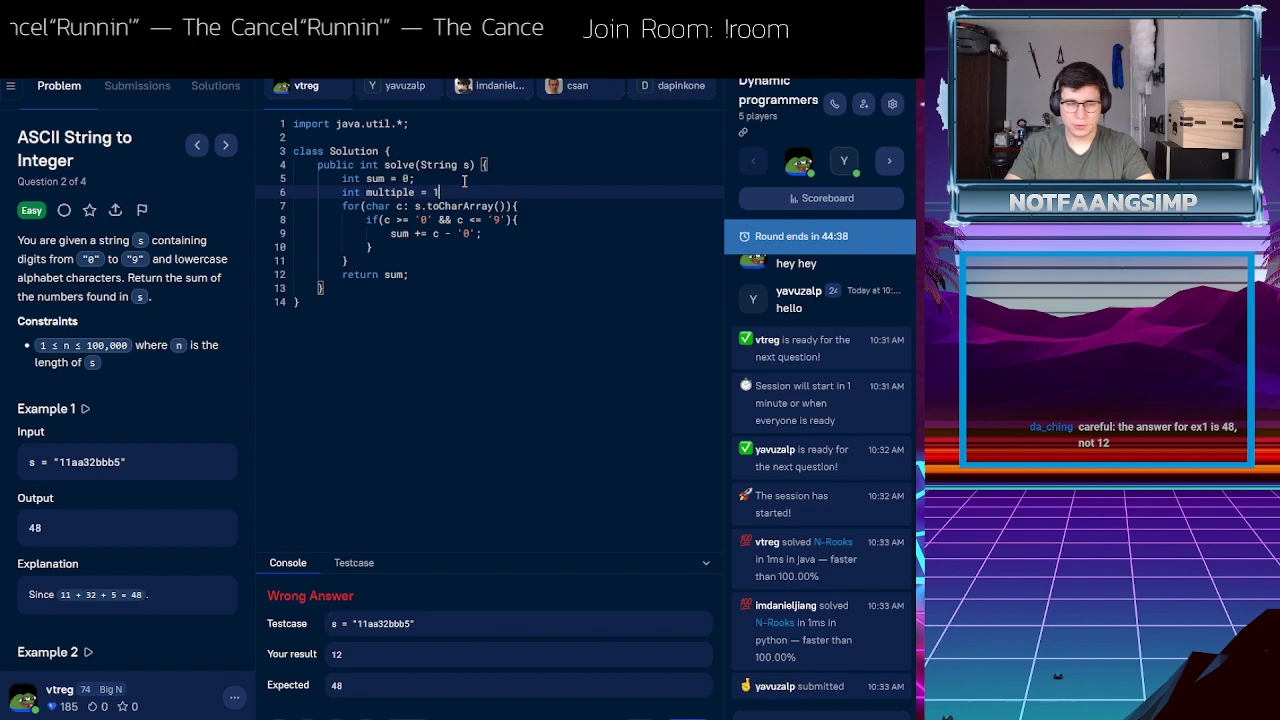 ncel“Runnin’” — The Cancel“Runnin’” — The Cance
Join Room: !room
Problem
Submissions
Solutions
ASCII String to
Integer
Question 2 of 4
Easy
You are given a string s containing
digits from "0" to "9" and lowercase
alphabet characters. Return the sum of
the numbers found in s.
Constraints
• 1 ≤ n ≤ 100,000 where n is the
length of s
Example 1
Input
s = "11aa32bbb5"
Output
48
Explanation
Since 11 + 32 + 5 = 48.
Example 2
vtreg 74 Big N
185 0 0
vtreg
Y yavuzalp
imdaniel...
csan
D dapinkone
1 import java.util.*;
2
3 class Solution {
4 public int solve(String s) {
5 int sum = 0;
6 int multiple = 1
7 for(char c: s.toCharArray()){
8 if(c >= '0' && c <= '9'){
9 sum += c - '0';
10 }
11 }
12 return sum;
13 }
14 }
Console
Testcase
Wrong Answer
Testcase
s = "11aa32bbb5"
Your result
12
Expected
48
Dynamic
programmers
5 players
Y
Scoreboard
Round ends in 44:38
hey hey
Y
yavuzalp 24 Today at 10:...
hello
vtreg is ready for the 10:31 AM
next question!
Session will start in 1 10:31 AM
minute or when
everyone is ready
yavuzalp is ready for 10:32 AM
the next question!
The session has 10:32 AM
started!
vtreg solved N-Rooks 10:33 AM
in 1ms in java — faster
than 100.00%
imdanieljiang solved 10:33 AM
N-Rooks in 1ms in
python — faster than
100.00%
yavuzalp submitted 10:33 AM
NOTFAANGSIMP
da_ching careful: the answer for ex1 is 48,
not 12